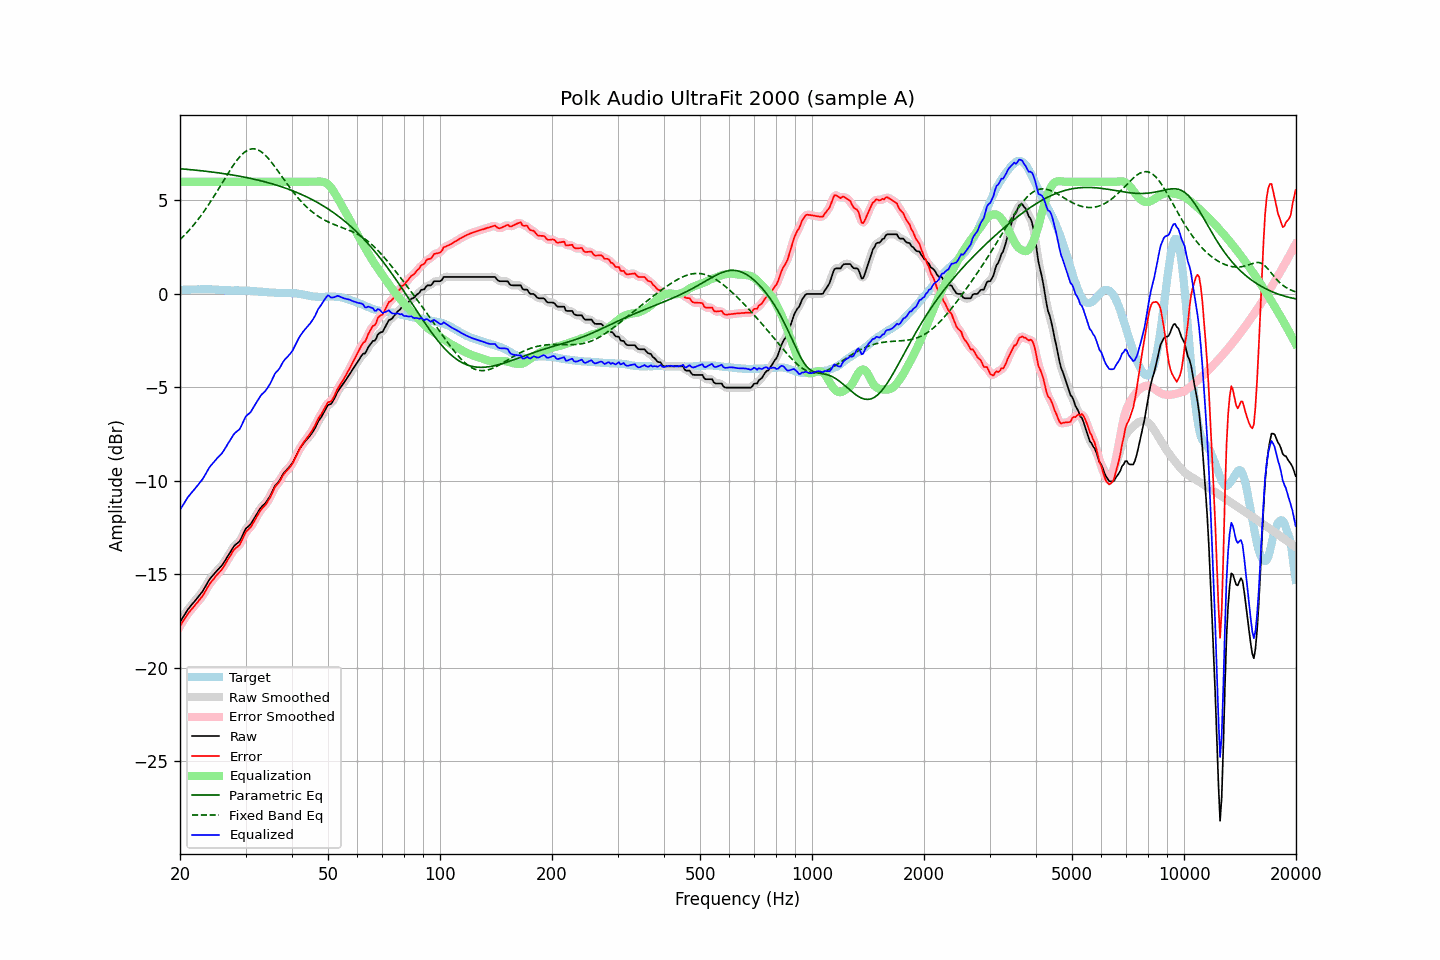 Polk Audio UltraFit 2000 (sample A)
5
0
−5
−10
−15
−20
−25
Amplitude (dBr)
Target
Raw Smoothed
Error Smoothed
Raw
Error
Equalization
Parametric Eq
Fixed Band Eq
Equalized
20 50 100 200 500 1000 2000 5000 10000 20000
Frequency (Hz)